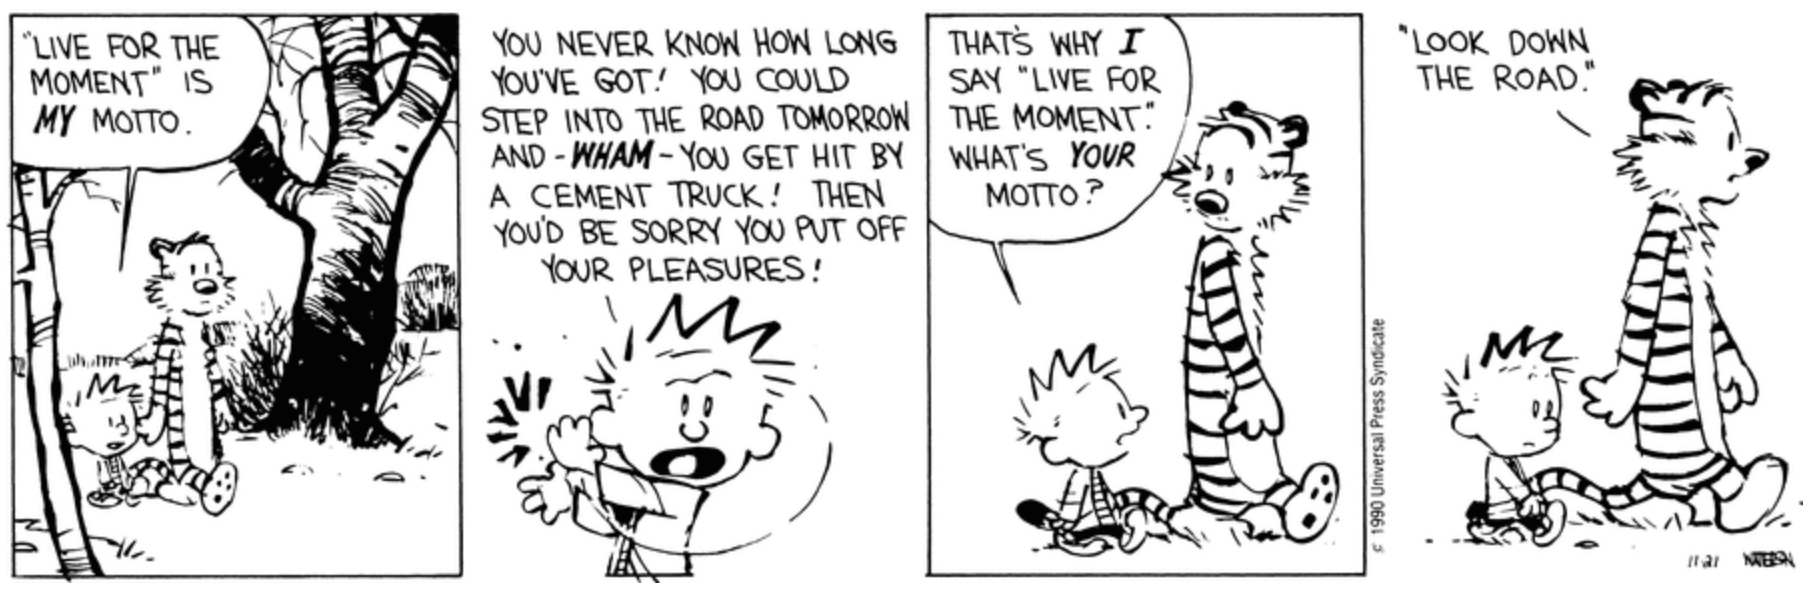 "LIVE FOR THE
MOMENT" IS
MY MOTTO.
YOU NEVER KNOW HOW LONG
YOU'VE GOT! YOU COULD
STEP INTO THE ROAD TOMORROW
AND - WHAM - YOU GET HIT BY
A CEMENT TRUCK! THEN
YOU'D BE SORRY YOU PUT OFF
YOUR PLEASURES!
THAT'S WHY I
SAY "LIVE FOR
THE MOMENT."
WHAT'S YOUR
MOTTO?
© 1990 Universal Press Syndicate
"LOOK DOWN
THE ROAD."
11·21 WATTERSON